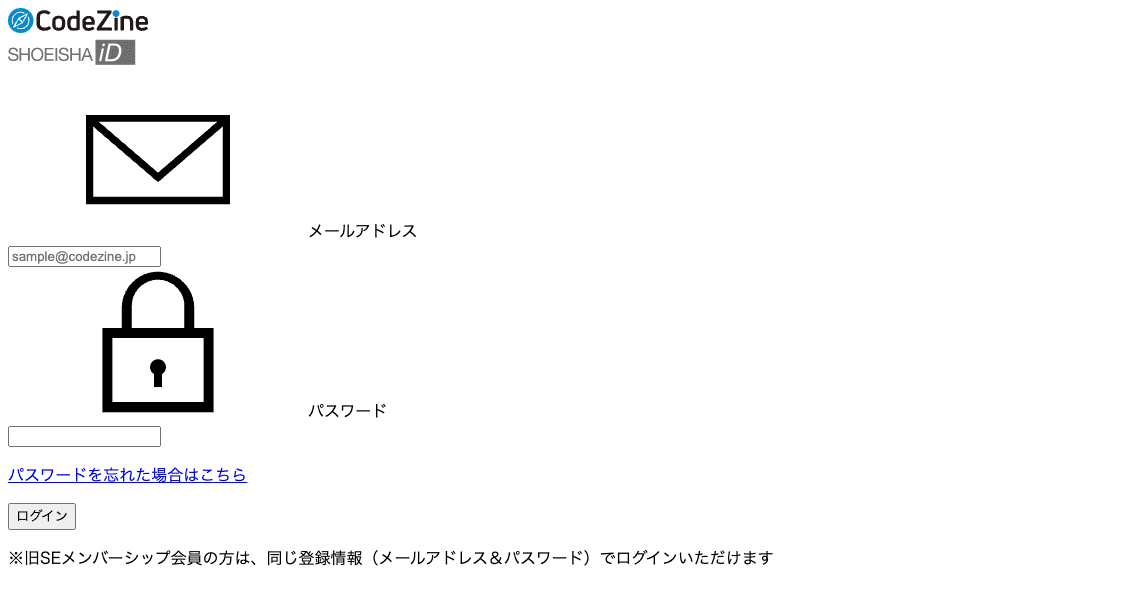 CodeZine
SHOEISHA iD
メールアドレス
sample@codezine.jp
パスワード
パスワードを忘れた場合はこちら
ログイン
※旧SEメンバーシップ会員の方は、同じ登録情報（メールアドレス＆パスワード）でログインいただけます